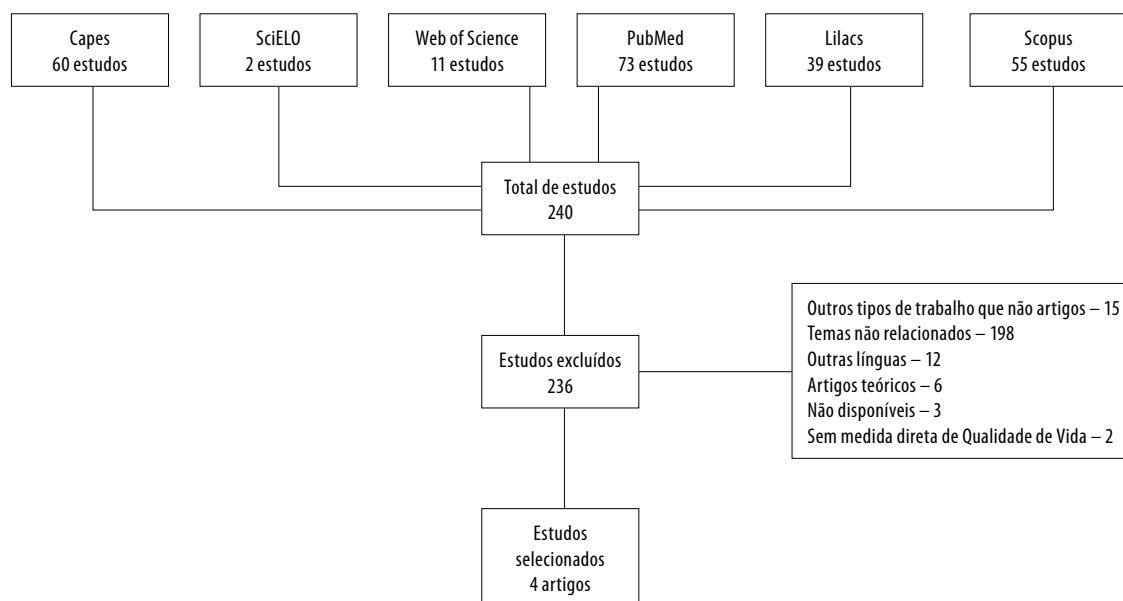 Capes
60 estudos
SciELO
2 estudos
Web of Science
11 estudos
PubMed
73 estudos
Lilacs
39 estudos
Scopus
55 estudos
Total de estudos
240
Estudos excluídos
236
Outros tipos de trabalho que não artigos – 15
Temas não relacionados – 198
Outras línguas – 12
Artigos teóricos – 6
Não disponíveis – 3
Sem medida direta de Qualidade de Vida – 2
Estudos
selecionados
4 artigos